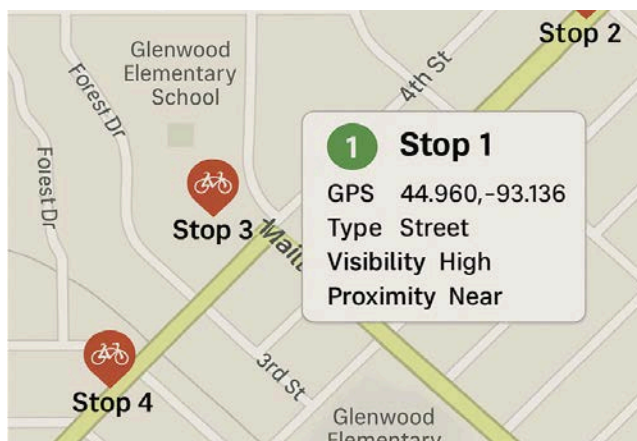 Glenwood
Elementary
School
Stop 2
4th St
Forest Dr
Forest Dr
1 Stop 1
GPS 44.960,-93.136
Type Street
Visibility High
Proximity Near
Stop 3
3rd St
Stop 4
Glenwood
Elementary